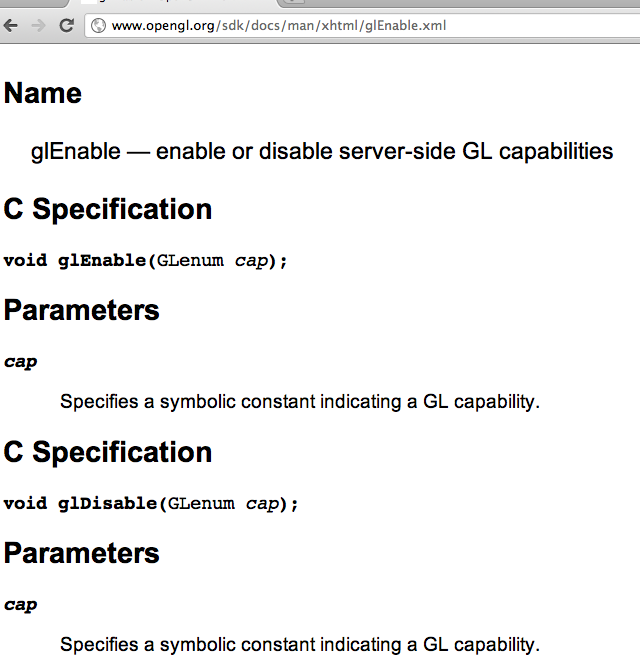 www.opengl.org/sdk/docs/man/xhtml/glEnable.xml
Name
glEnable — enable or disable server-side GL capabilities
C Specification
void glEnable(GLenum cap);
Parameters
cap
Specifies a symbolic constant indicating a GL capability.
C Specification
void glDisable(GLenum cap);
Parameters
cap
Specifies a symbolic constant indicating a GL capability.